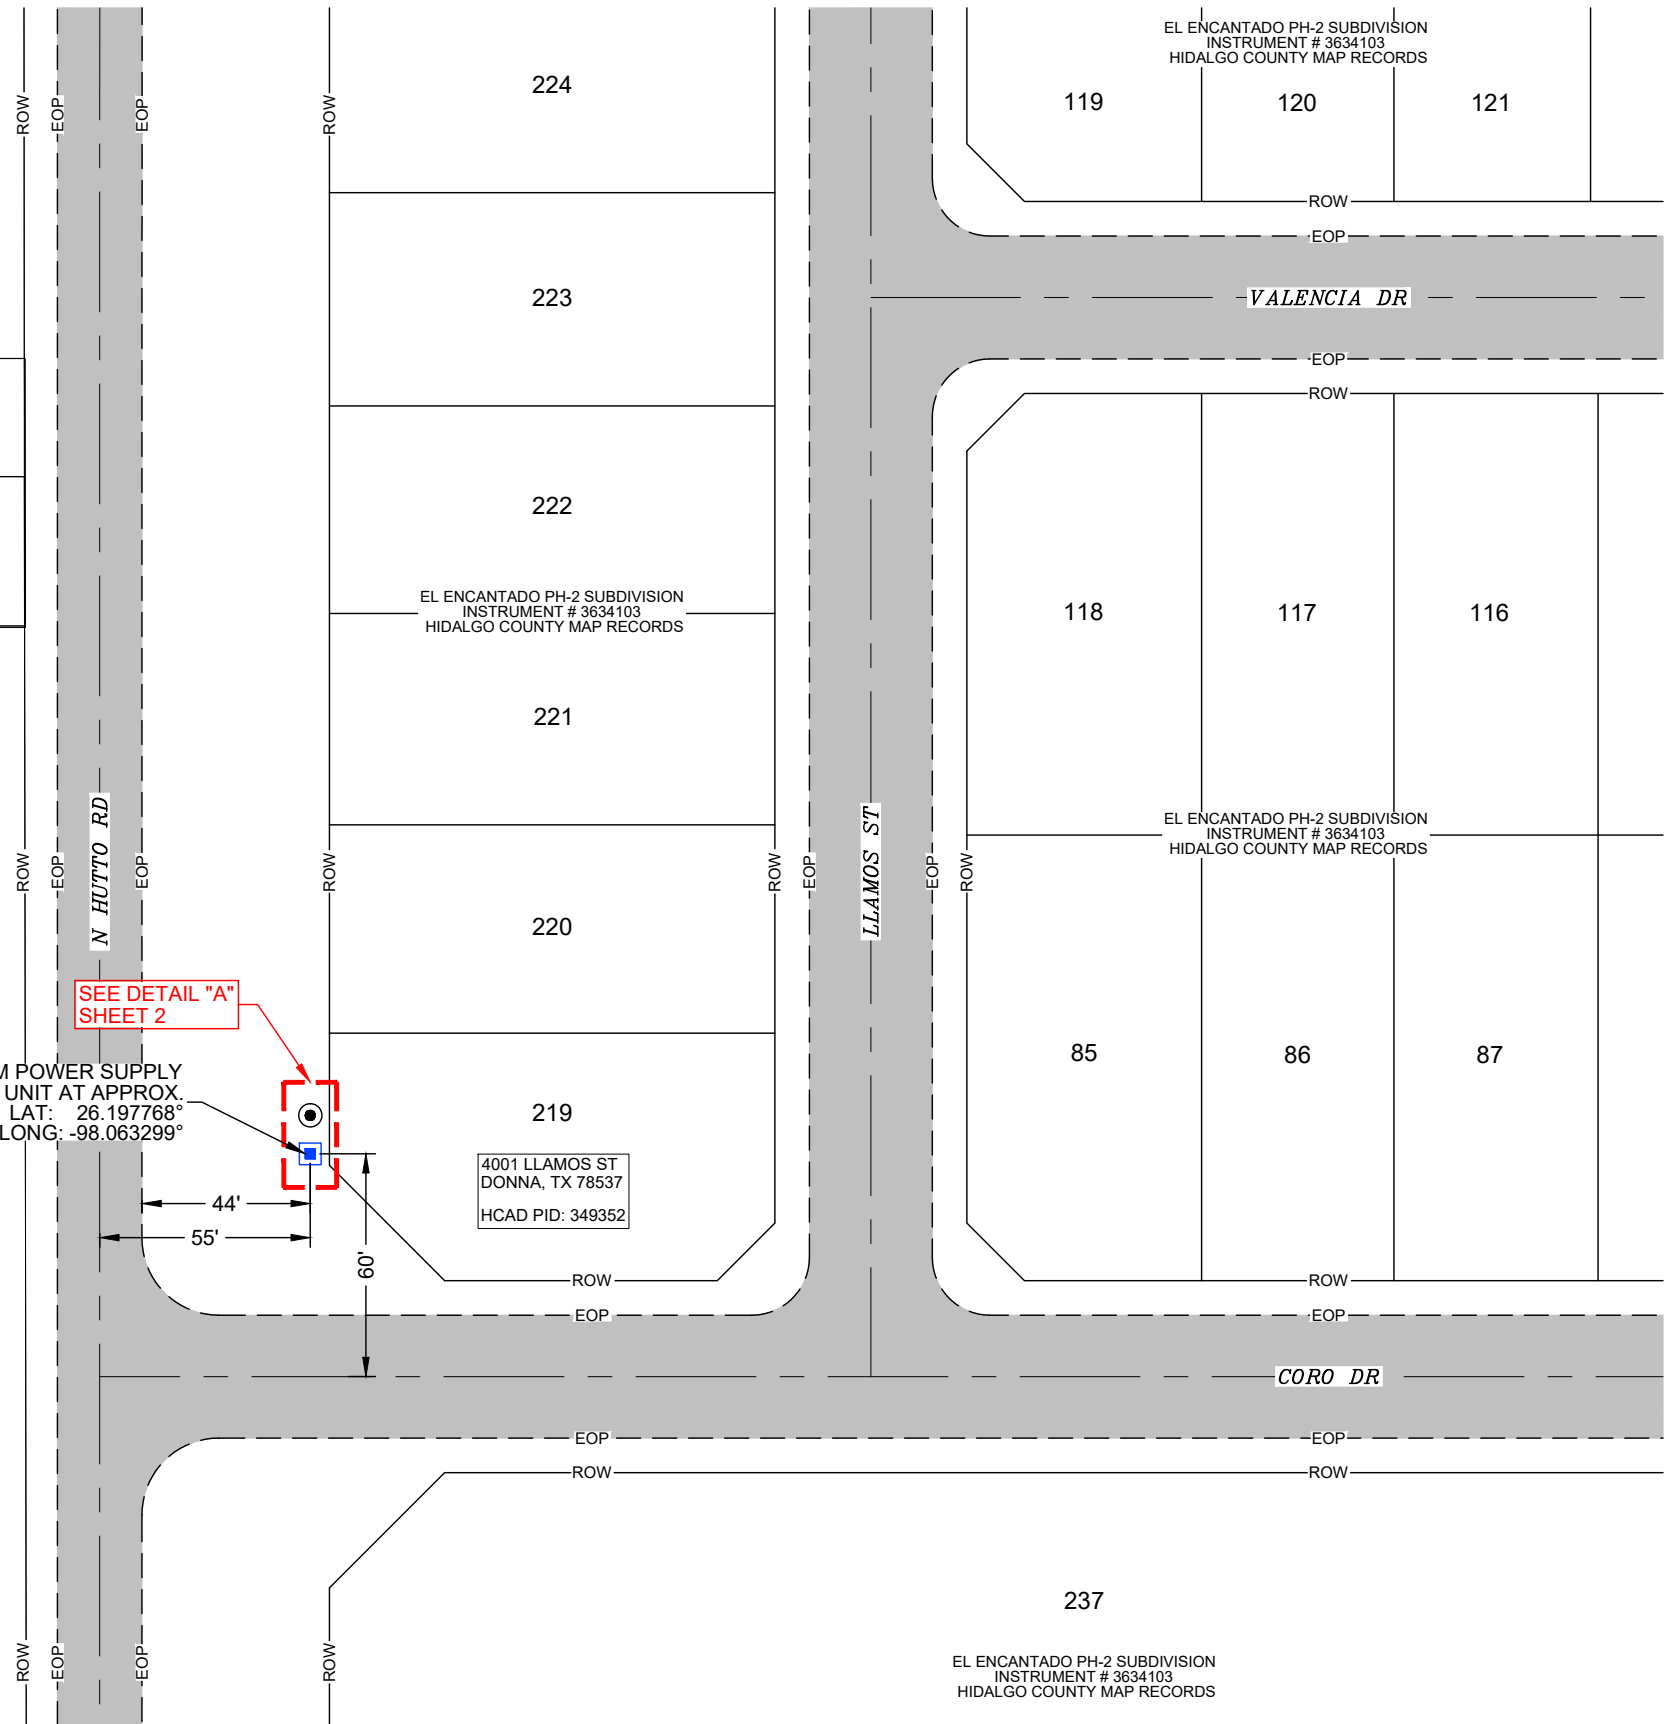 EL ENCANTADO PH-2 SUBDIVISION
INSTRUMENT # 3634103
HIDALGO COUNTY MAP RECORDS
224
119
120
121
ROW
EOP
EOP
ROW
ROW
EOP
VALENCIA DR
EOP
ROW
223
222
EL ENCANTADO PH-2 SUBDIVISION
INSTRUMENT # 3634103
HIDALGO COUNTY MAP RECORDS
118
117
116
221
EL ENCANTADO PH-2 SUBDIVISION
INSTRUMENT # 3634103
HIDALGO COUNTY MAP RECORDS
ROW
EOP
N HUTTO RD
EOP
ROW
ROW
EOP
LLAMOS ST
EOP
ROW
220
SEE DETAIL "A"
SHEET 2
POWER SUPPLY
UNIT AT APPROX.
LAT: 26.197768°
LONG: -98.063299°
85
86
87
219
4001 LLAMOS ST
DONNA, TX 78537
HCAD PID: 349352
44'
55'
60'
ROW
ROW
EOP
EOP
CORO DR
EOP
EOP
ROW
ROW
237
ROW
EOP
EOP
ROW
EL ENCANTADO PH-2 SUBDIVISION
INSTRUMENT # 3634103
HIDALGO COUNTY MAP RECORDS